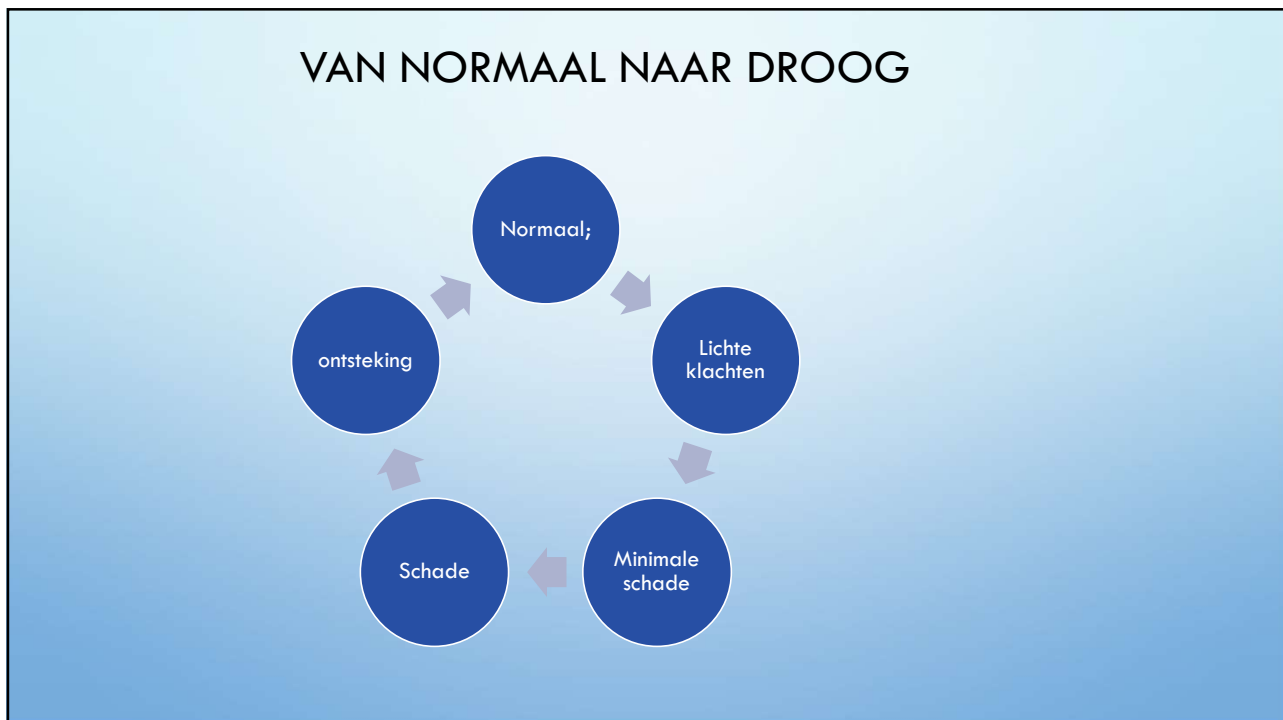 VAN NORMAAL NAAR DROOG
Normaal;
Lichte
klachten
Minimale
schade
Schade
ontsteking